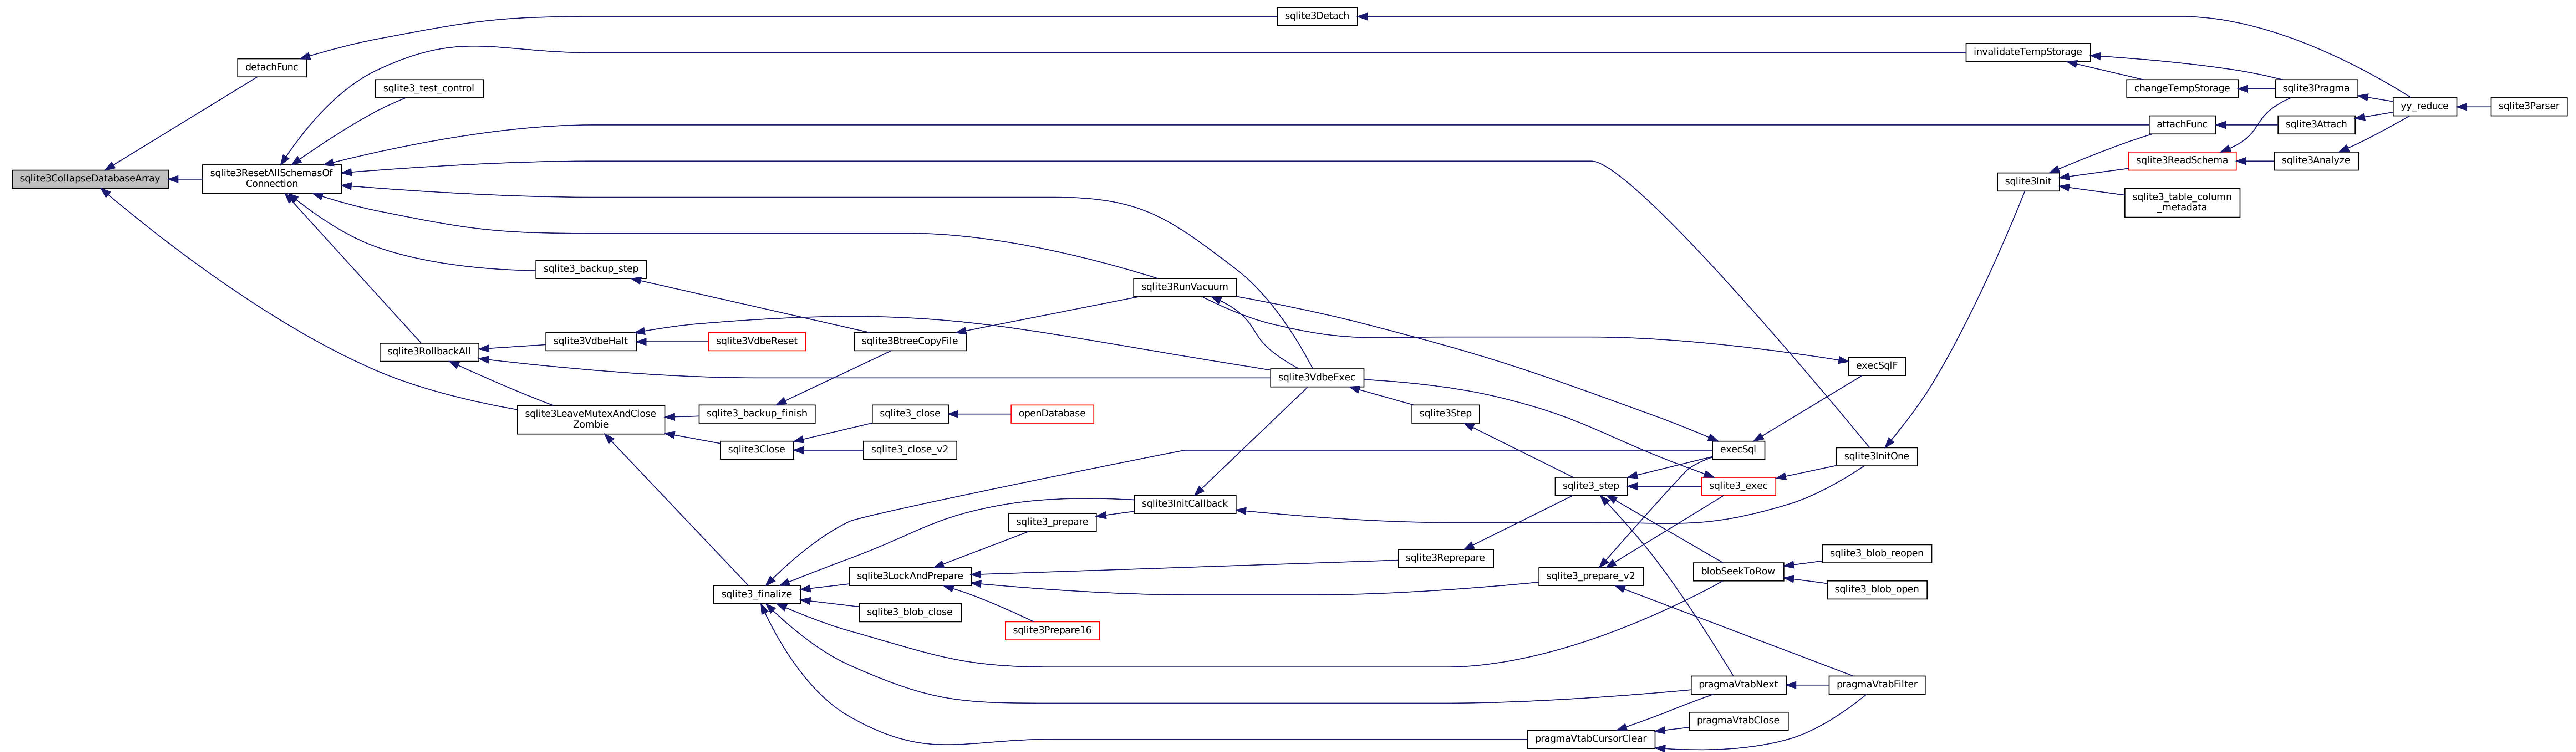 sqlite3CollapseDatabaseArray
detachFunc
sqlite3ResetAllSchemasOf
Connection
sqlite3_test_control
sqlite3RollbackAll
sqlite3_backup_step
sqlite3VdbeHalt
sqlite3LeaveMutexAndClose
Zombie
sqlite3VdbeReset
sqlite3_backup_finish
sqlite3Close
sqlite3_finalize
sqlite3BtreeCopyFile
sqlite3_close
sqlite3_close_v2
sqlite3LockAndPrepare
sqlite3_blob_close
openDatabase
sqlite3_prepare
sqlite3Prepare16
sqlite3Detach
sqlite3RunVacuum
sqlite3VdbeExec
sqlite3InitCallback
sqlite3Step
sqlite3Reprepare
sqlite3_step
sqlite3_prepare_v2
pragmaVtabCursorClear
execSql
sqlite3_exec
blobSeekToRow
pragmaVtabNext
pragmaVtabClose
execSqlF
sqlite3InitOne
sqlite3_blob_reopen
sqlite3_blob_open
pragmaVtabFilter
invalidateTempStorage
sqlite3Init
changeTempStorage
attachFunc
sqlite3ReadSchema
sqlite3_table_column
_metadata
sqlite3Pragma
sqlite3Attach
sqlite3Analyze
yy_reduce
sqlite3Parser